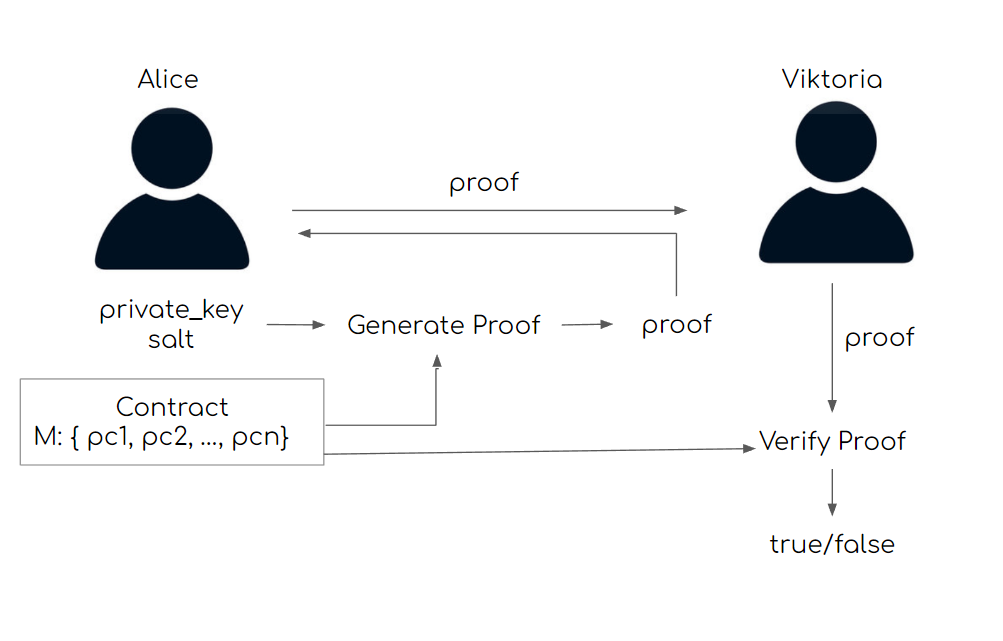 Alice
Viktoria
proof
private_key
salt
Generate Proof
proof
proof
Contract
M: { pc1, pc2, ..., pcn}
Verify Proof
true/false